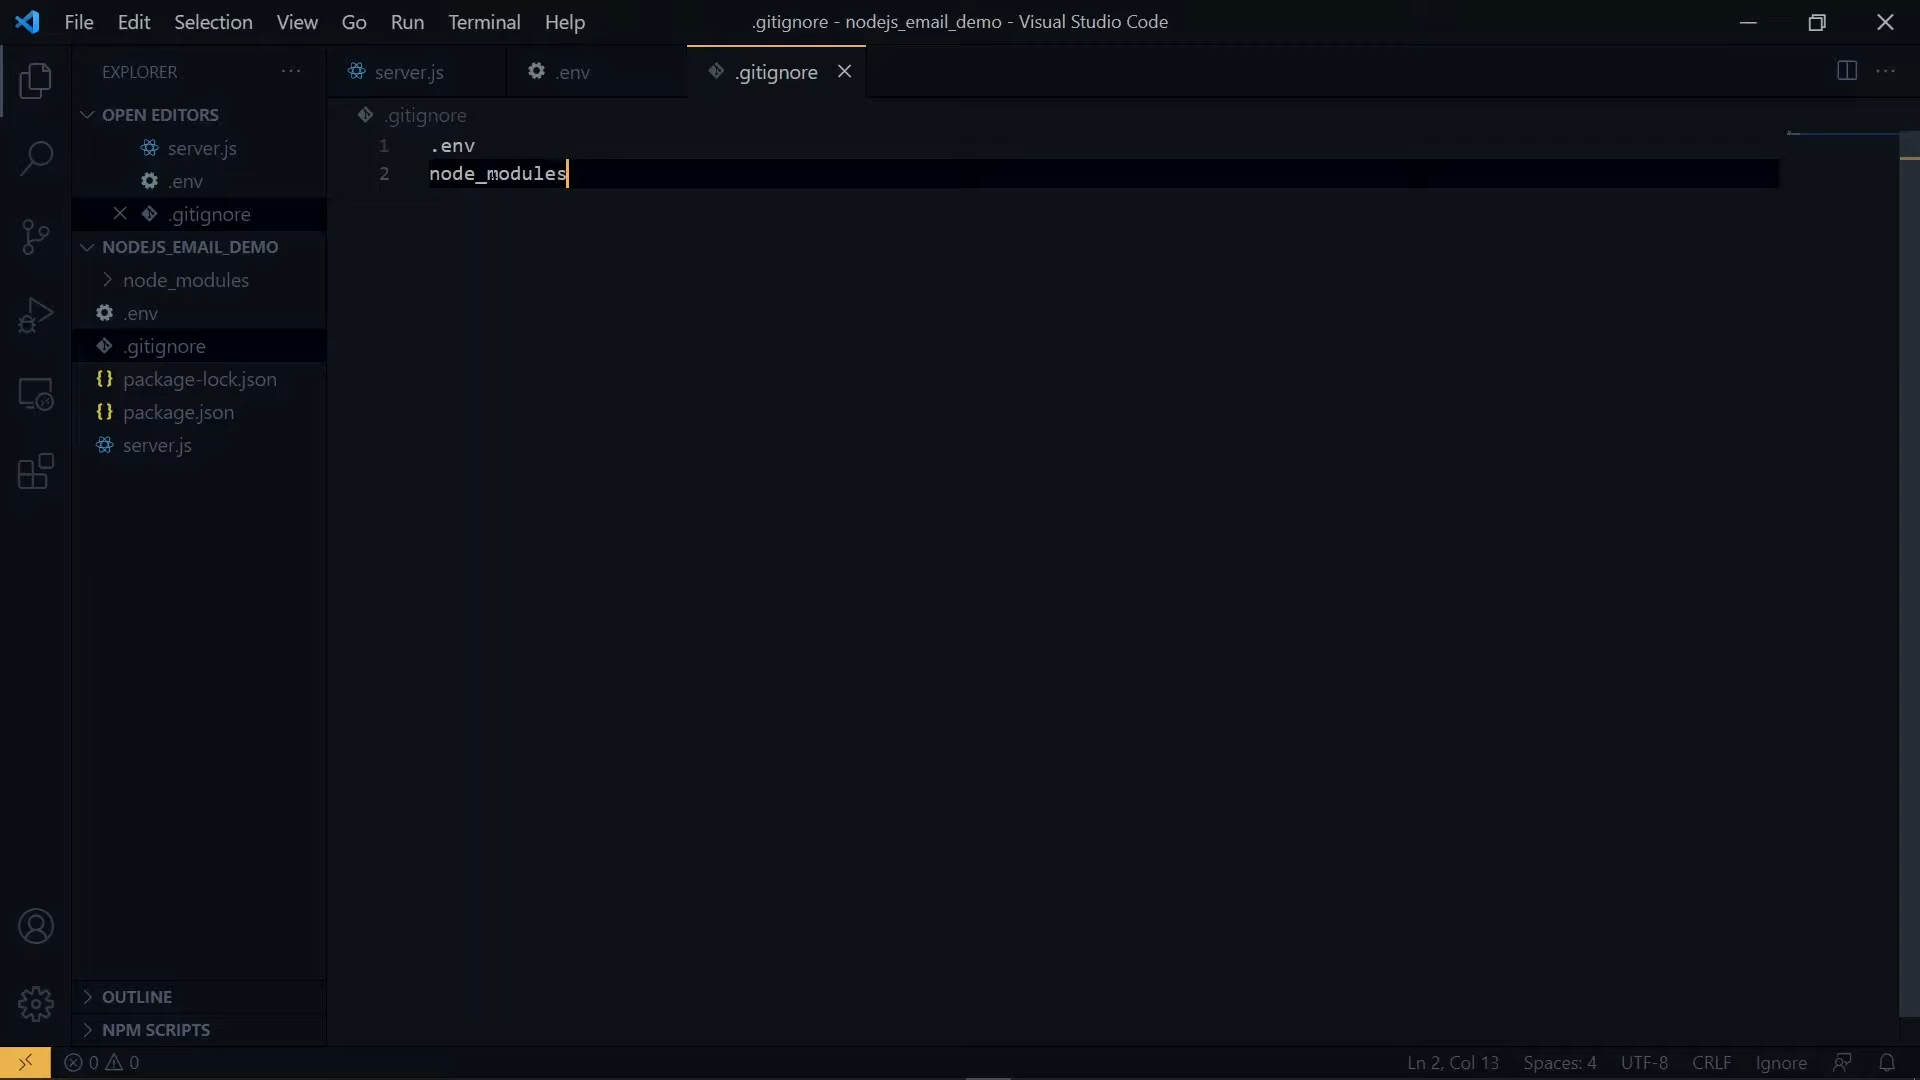 File Edit Selection View Go Run Terminal Help
.gitignore - nodejs_email_demo - Visual Studio Code
EXPLORER
OPEN EDITORS
server.js
.env
.gitignore
NODEJS_EMAIL_DEMO
node_modules
.env
.gitignore
package-lock.json
package.json
server.js
OUTLINE
NPM SCRIPTS
server.js
.env
.gitignore
.gitignore
1 .env
2 node_modules
0 0
Ln 2, Col 13 Spaces: 4 UTF-8 CRLF Ignore